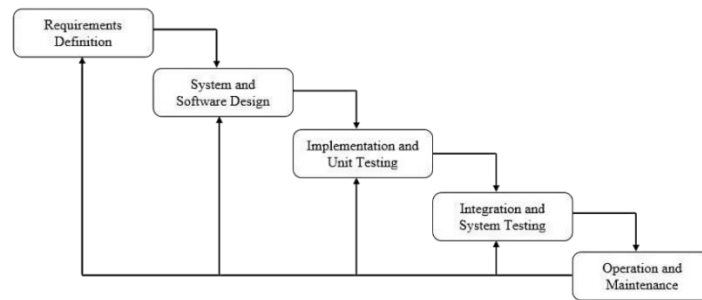 Requirements
Definition
System and
Software Design
Implementation and
Unit Testing
Integration and
System Testing
Operation and
Maintenance